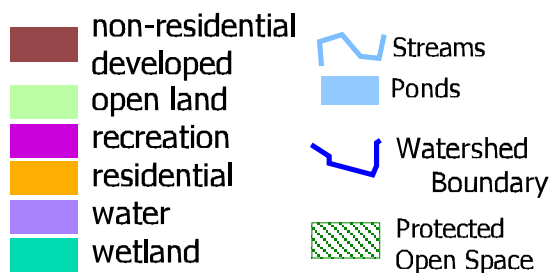 non-residential
developed
open land
recreation
residential
water
wetland
Streams
Ponds
Watershed
Boundary
Protected
Open Space